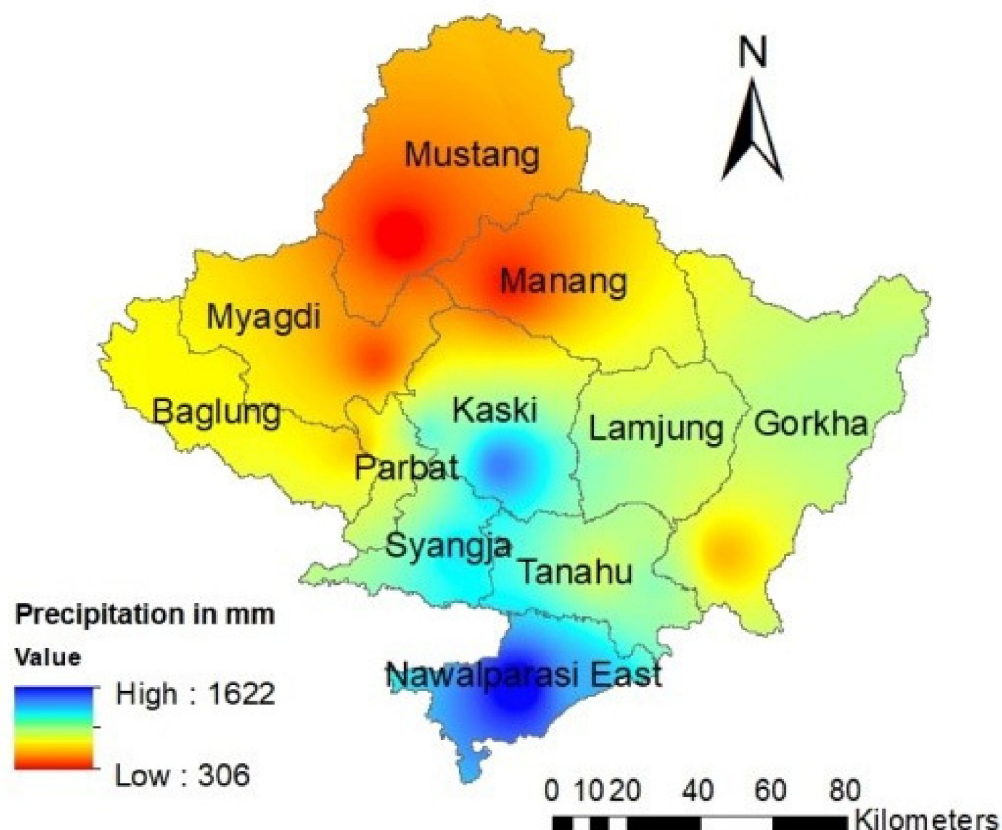 N
Mustang
Manang
Myagdi
Baglung
Kaski
Lamjung
Gorkha
Parbat
Syangja
Tanahu
Nawalparasi East
Precipitation in mm
Value
High : 1622
Low : 306
0 10 20 40 60 80
Kilometers